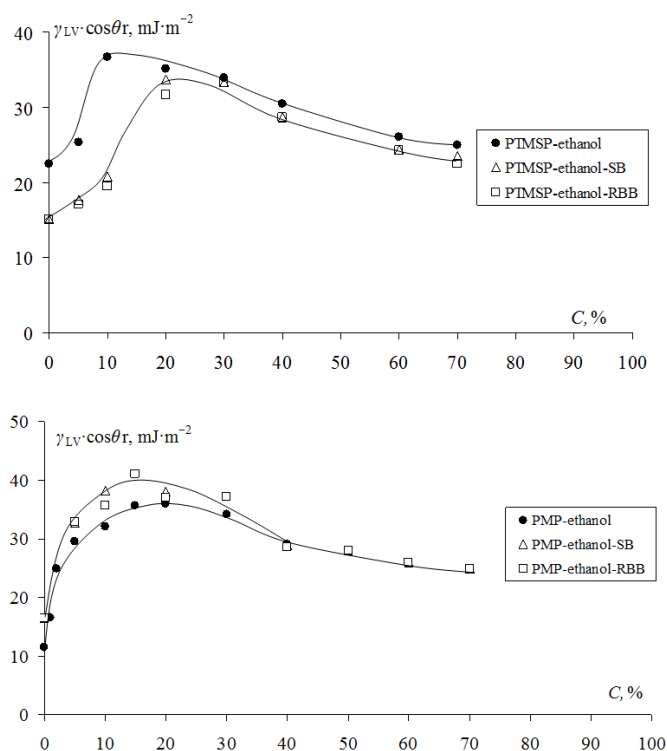 γLV·cosθr, mJ·m−2
40
30
20
10
0
PTMSP-ethanol
PTMSP-ethanol-SB
PTMSP-ethanol-RBB
C, %
0 10 20 30 40 50 60 70 80 90 100
γLV·cosθr, mJ·m−2
50
40
30
20
10
0
PMP-ethanol
PMP-ethanol-SB
PMP-ethanol-RBB
C, %
0 10 20 30 40 50 60 70 80 90 100